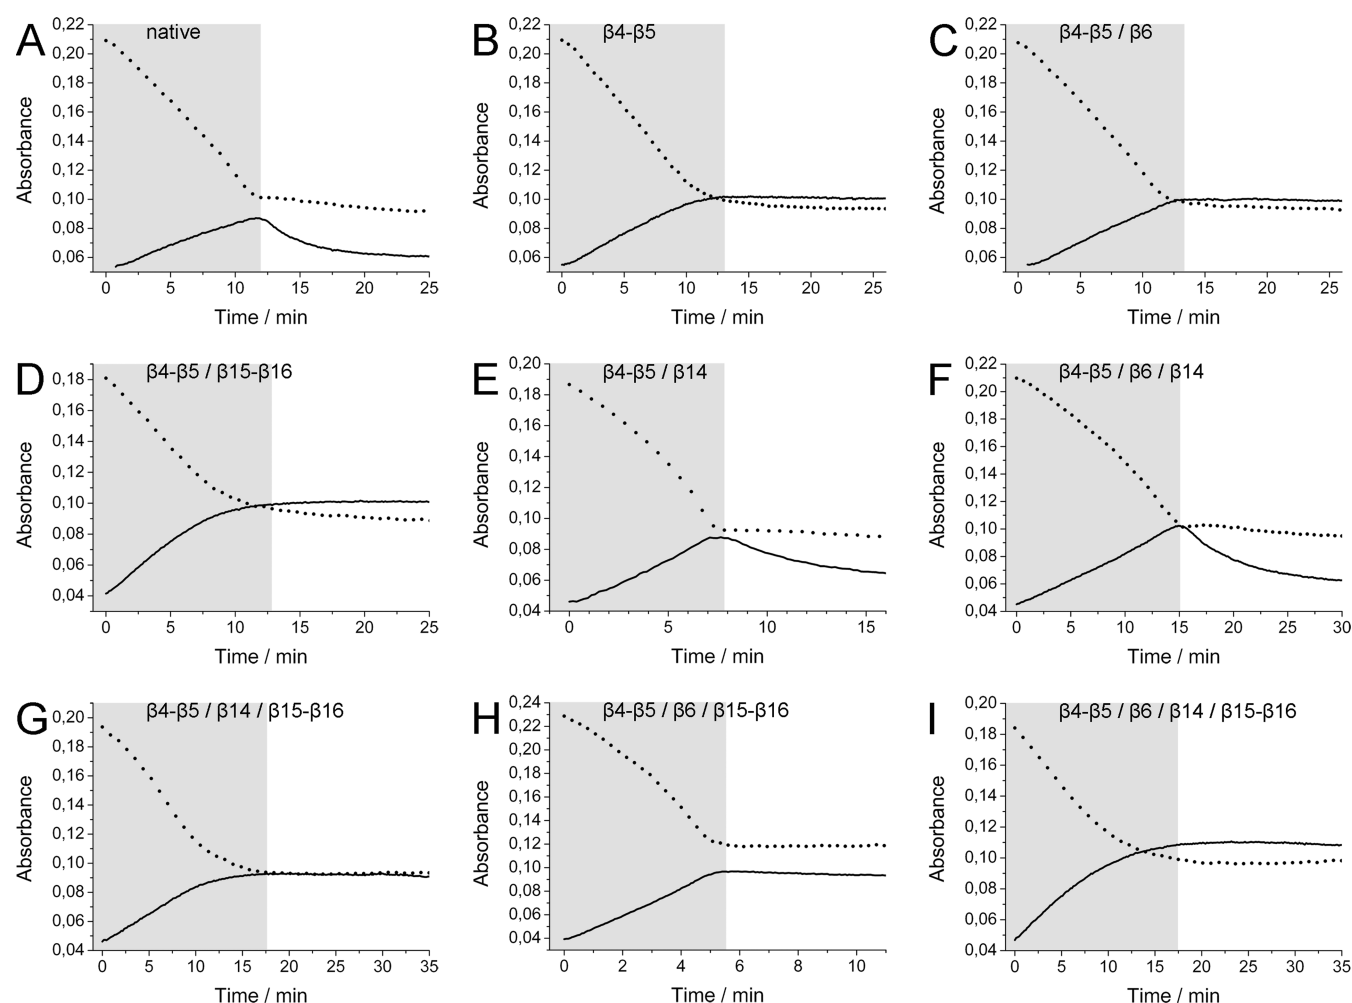 A
native
0,22
0,20
0,18
0,16
0,14
0,12
0,10
0,08
0,06
Absorbance
0 5 10 15 20 25
Time / min
B
β4-β5
0,22
0,20
0,18
0,16
0,14
0,12
0,10
0,08
0,06
Absorbance
0 5 10 15 20 25
Time / min
C
β4-β5 / β6
0,22
0,20
0,18
0,16
0,14
0,12
0,10
0,08
0,06
Absorbance
0 5 10 15 20 25
Time / min
D
β4-β5 / β15-β16
0,18
0,16
0,14
0,12
0,10
0,08
0,06
0,04
Absorbance
0 5 10 15 20 25
Time / min
E
β4-β5 / β14
0,20
0,18
0,16
0,14
0,12
0,10
0,08
0,06
0,04
Absorbance
0 5 10 15
Time / min
F
β4-β5 / β6 / β14
0,22
0,20
0,18
0,16
0,14
0,12
0,10
0,08
0,06
0,04
Absorbance
0 5 10 15 20 25 30
Time / min
G
β4-β5 / β14 / β15-β16
0,20
0,18
0,16
0,14
0,12
0,10
0,08
0,06
0,04
Absorbance
0 5 10 15 20 25 30 35
Time / min
H
β4-β5 / β6 / β15-β16
0,24
0,22
0,20
0,18
0,16
0,14
0,12
0,10
0,08
0,06
0,04
Absorbance
0 2 4 6 8 10
Time / min
I
β4-β5 / β6 / β14 / β15-β16
0,20
0,18
0,16
0,14
0,12
0,10
0,08
0,06
0,04
Absorbance
0 5 10 15 20 25 30 35
Time / min